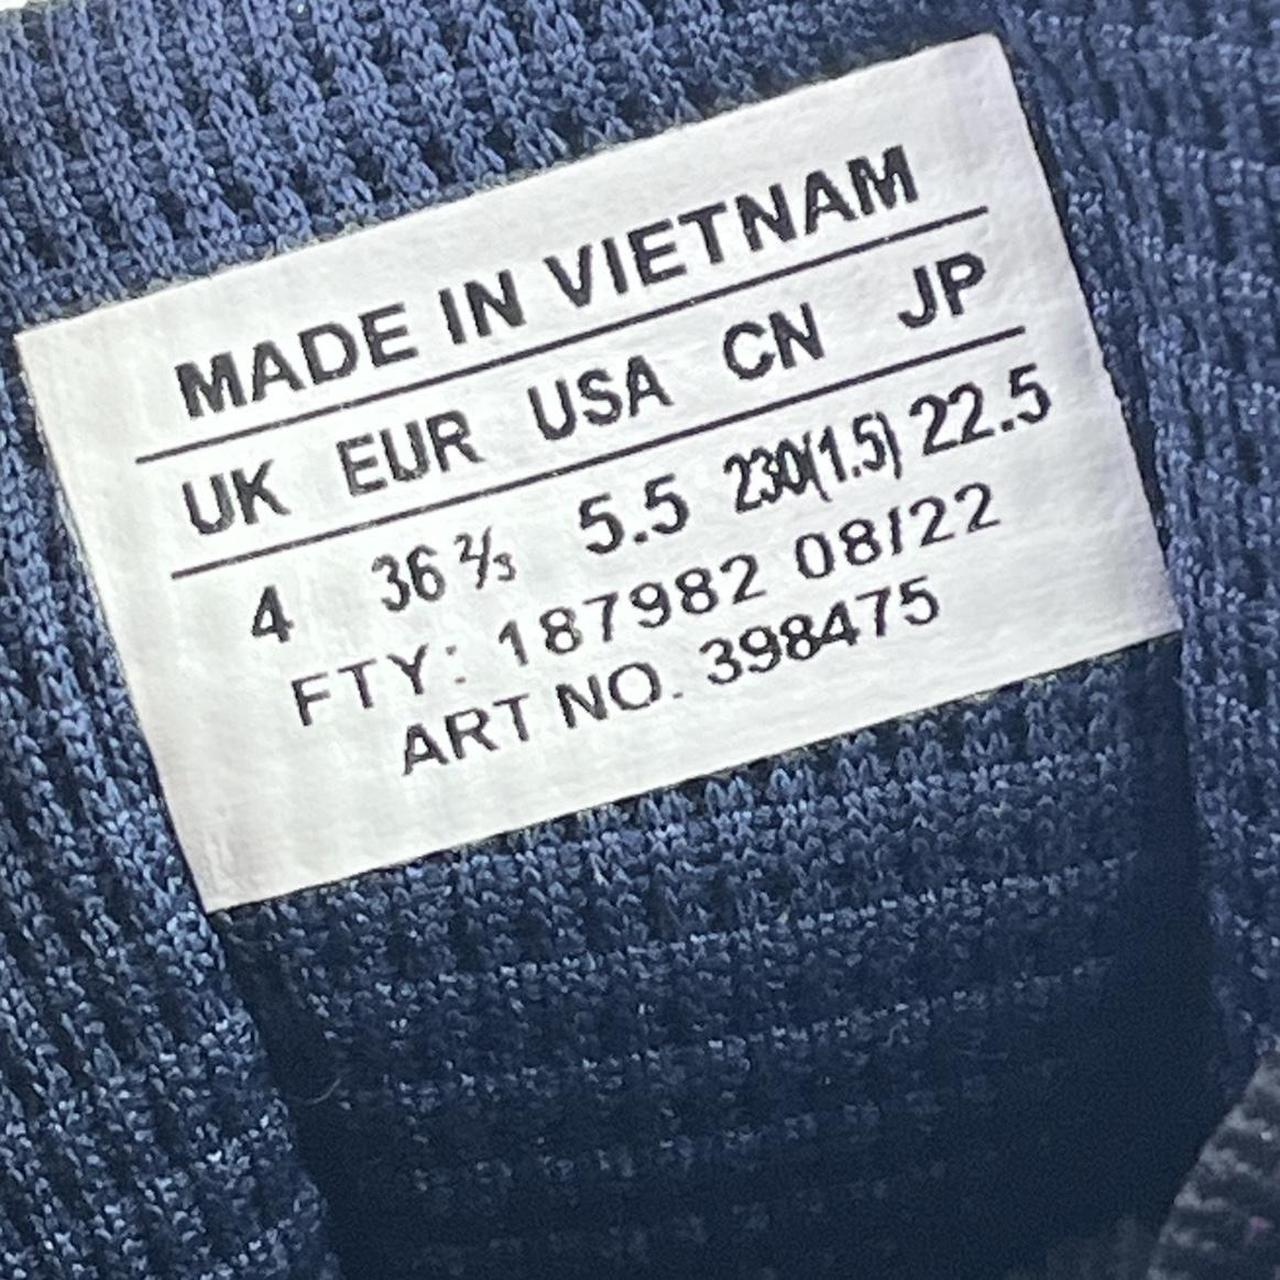 MADE IN VIETNAM
UK EUR USA CN JP
4 36 ⅔ 5.5 230(1.5) 22.5
FTY: 187982 08/22
ART NO. 398475